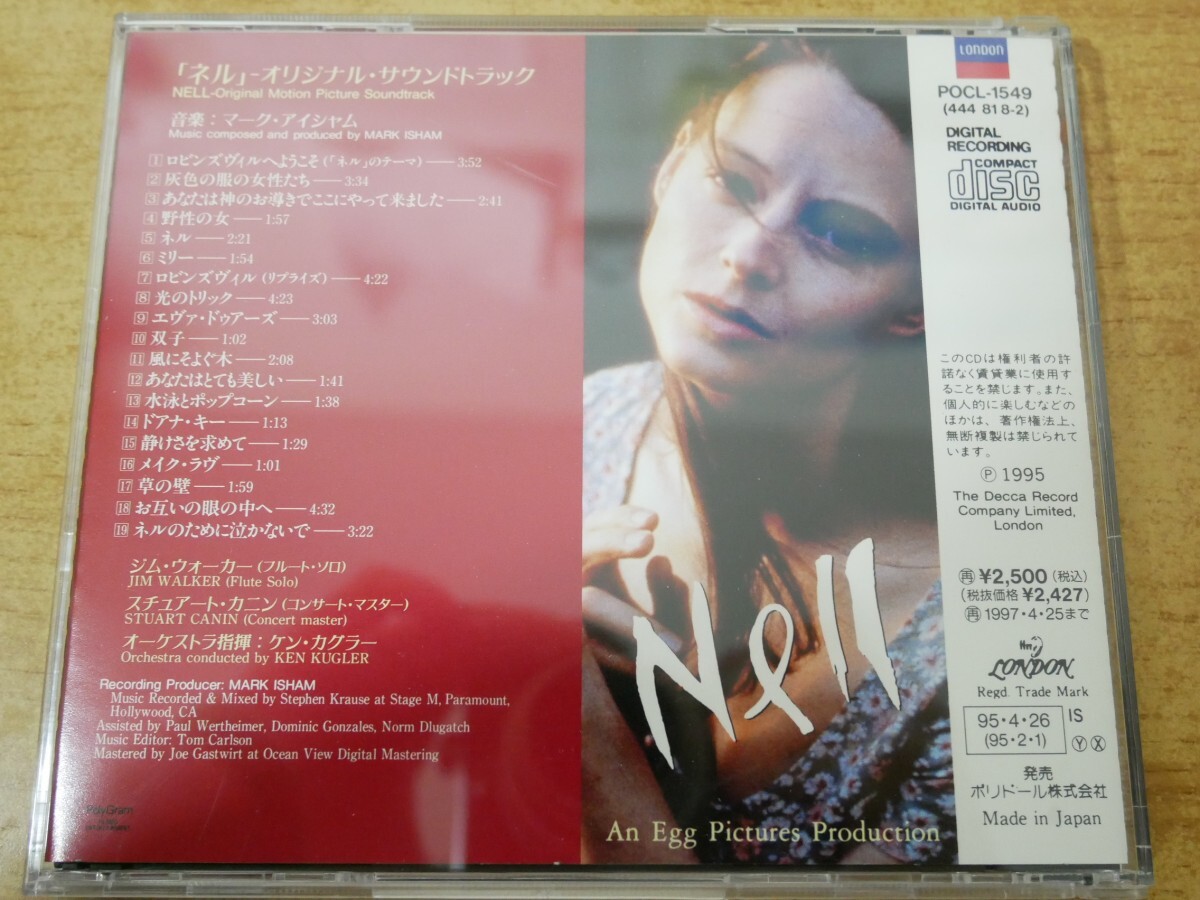 「ネル」-オリジナル・サウンドトラック
NELL-Original Motion Picture Soundtrack
音楽：マーク・アイシャム
Music composed and produced by MARK ISHAM
1 ロビンズヴィルへようこそ（「ネル」のテーマ）——3:52
2 灰色の服の女性たち——3:34
3 あなたは神のお導きでここにやって来ました——2:41
4 野性の女——1:57
5 ネル——2:21
6 ミリー——1:54
7 ロビンズヴィル（リプライズ）——4:22
8 光のトリック——4:23
9 エヴァ・ドゥアーズ——3:03
10 双子——1:02
11 風にそよぐ木——2:08
12 あなたはとても美しい——1:41
13 水泳とポップコーン——1:38
14 ドアナ・キー——1:13
15 静けさを求めて——1:29
16 メイク・ラヴ——1:01
17 草の壁——1:59
18 お互いの眼の中へ——4:32
19 ネルのために泣かないで——3:22
ジム・ウォーカー（フルート・ソロ）
JIM WALKER (Flute Solo)
スチュアート・カニン（コンサート・マスター）
STUART CANIN (Concert master)
オーケストラ指揮：ケン・カグラー
Orchestra conducted by KEN KUGLER
Recording Producer: MARK ISHAM
Music Recorded & Mixed by Stephen Krause at Stage M, Paramount,
Hollywood, CA
Assisted by Paul Wertheimer, Dominic Gonzales, Norm Dlugatch
Music Editor: Tom Carlson
Mastered by Joe Gastwirt at Ocean View Digital Mastering
PolyGram
Nell
An Egg Pictures Production
LONDON
POCL-1549
(444 818-2)
DIGITAL
RECORDING
COMPACT
disc
DIGITAL AUDIO
このCDは権利者の許
諾なく賃貸業に使用す
ることを禁じます。また、
個人的に楽しむなどの
ほかは、著作権法上、
無断複製は禁じられて
います。
Ⓟ 1995
The Decca Record
Company Limited,
London
再 ¥2,500（税込）
（税抜価格 ¥2,427）
再 1997・4・25まで
LONDON
Regd. Trade Mark
95・4・26 IS
(95・2・1) Ⓨ Ⓧ
発売
ポリドール株式会社
Made in Japan